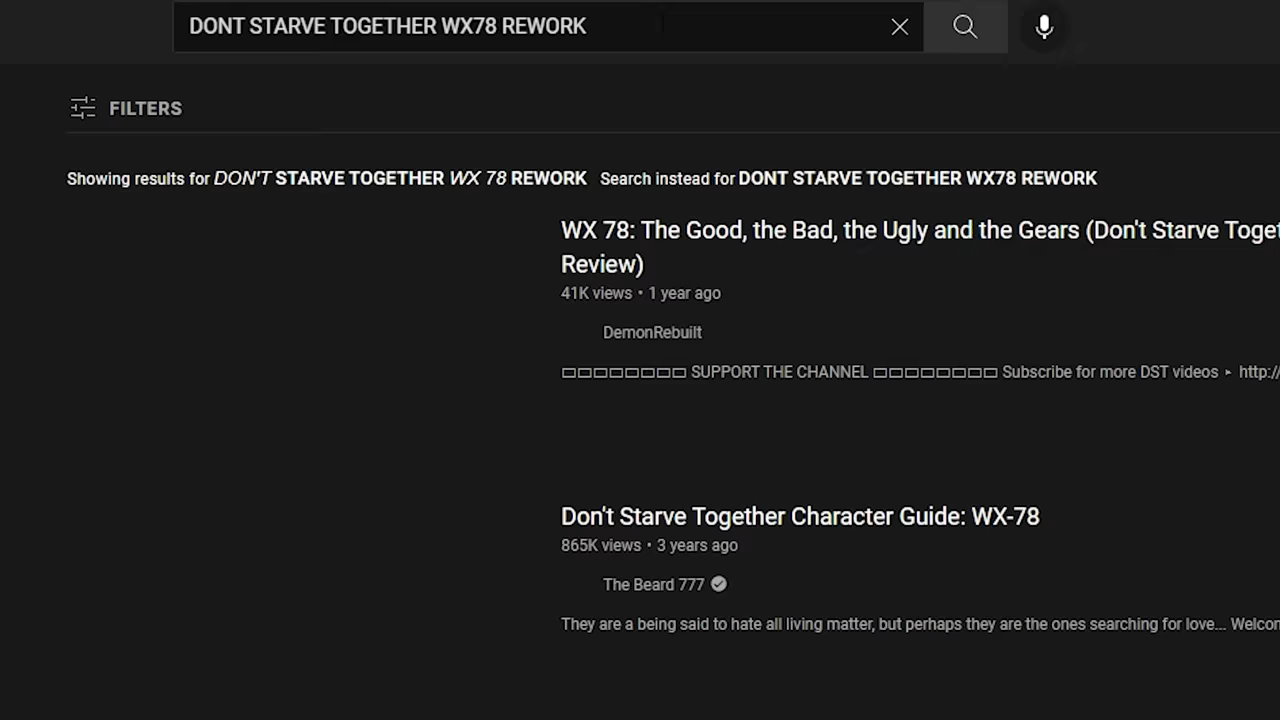 DONT STARVE TOGETHER WX78 REWORK
FILTERS
Showing results for DON'T STARVE TOGETHER WX 78 REWORK Search instead for DONT STARVE TOGETHER WX78 REWORK
WX 78: The Good, the Bad, the Ugly and the Gears (Don't Starve Toget
Review)
41K views • 1 year ago
DemonRebuilt
▭▭▭▭▭▭▭▭ SUPPORT THE CHANNEL ▭▭▭▭▭▭▭▭ Subscribe for more DST videos ▸ http:/
Don't Starve Together Character Guide: WX-78
865K views • 3 years ago
The Beard 777
They are a being said to hate all living matter, but perhaps they are the ones searching for love... Welcon